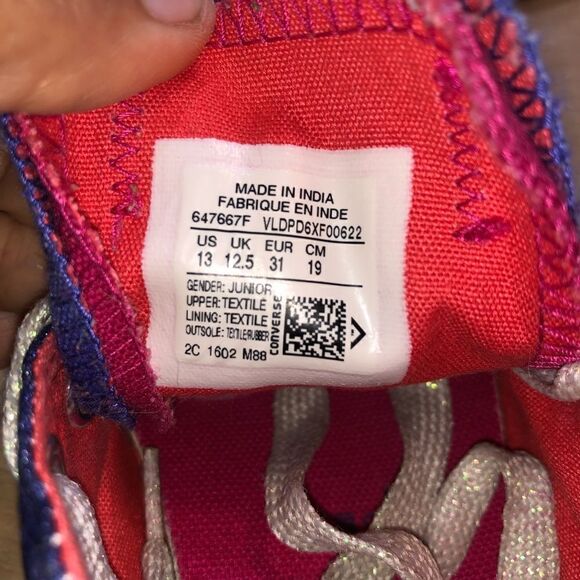 MADE IN INDIA
FABRIQUE EN INDE
647667F VLDPD6XF00622
US UK EUR CM
13 12.5 31 19
GENDER: JUNIOR
UPPER: TEXTILE
LINING: TEXTILE
OUTSOLE: TEXTILE/RUBBER
2C 1602 M88
CONVERSE